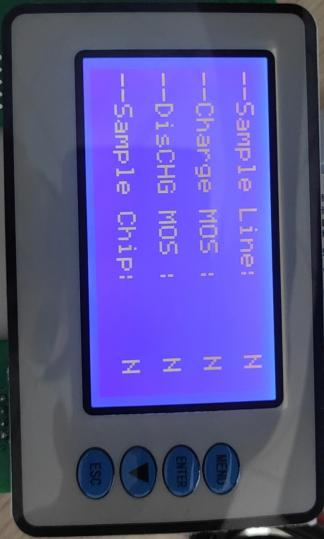 --Sample Line: N
--Charge MOS : N
--DisCHG MOS : N
--Sample Chip: N
MENU
ENTER
▼
ESC